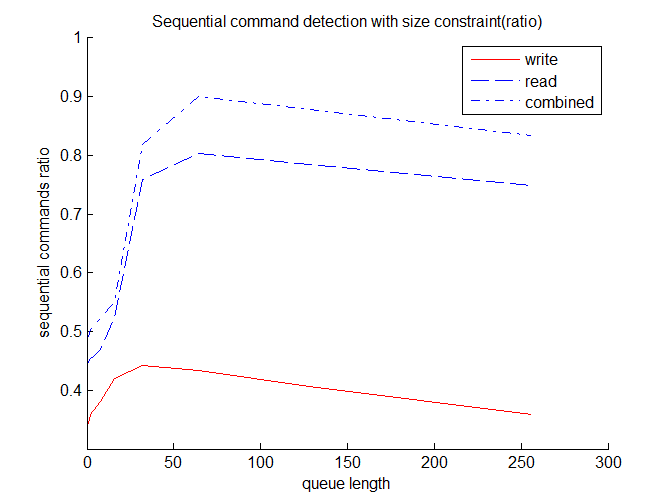 Sequential command detection with size constraint(ratio)
write
read
combined
1
0.9
0.8
0.7
0.6
0.5
0.4
sequential commands ratio
0 50 100 150 200 250 300
queue length